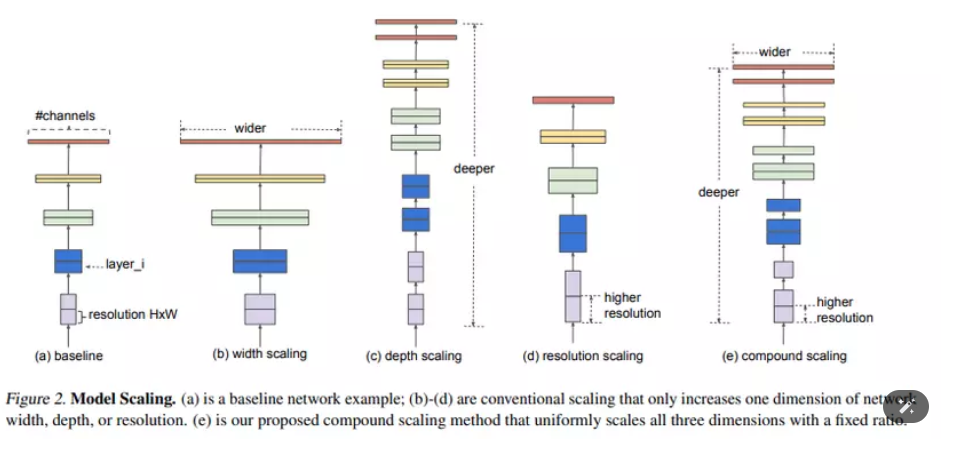 #channels
layer_i
resolution HxW
(a) baseline
wider
(b) width scaling
deeper
(c) depth scaling
higher
resolution
(d) resolution scaling
wider
deeper
higher
resolution
(e) compound scaling
Figure 2. Model Scaling. (a) is a baseline network example; (b)-(d) are conventional scaling that only increases one dimension of network
width, depth, or resolution. (e) is our proposed compound scaling method that uniformly scales all three dimensions with a fixed ratio.